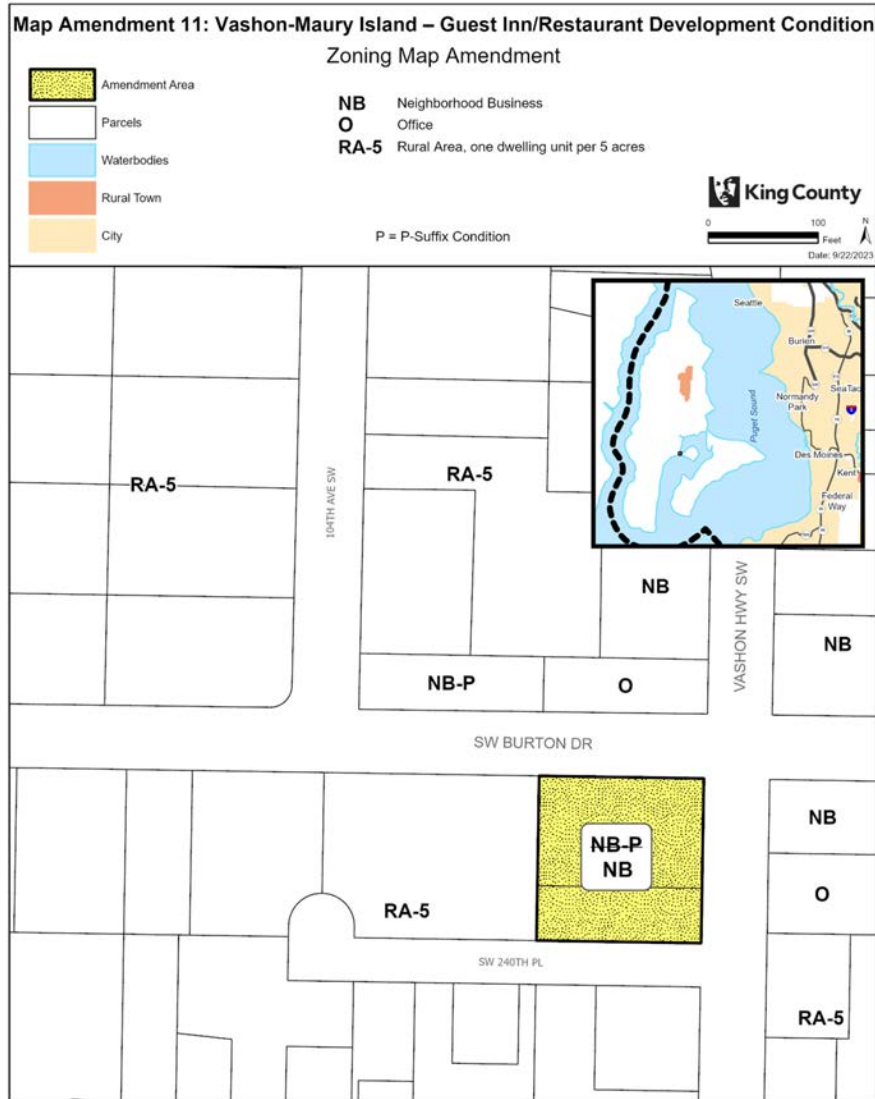 Map Amendment 11: Vashon-Maury Island – Guest Inn/Restaurant Development Condition
Zoning Map Amendment
Amendment Area
Parcels
Waterbodies
Rural Town
City
NB Neighborhood Business
O Office
RA-5 Rural Area, one dwelling unit per 5 acres
P = P-Suffix Condition
King County
0 100
Feet
N
Date: 9/22/2023
Seattle
Burien
SeaTac
Normandy
Park
Puget Sound
Des Moines
Kent
Federal
Way
RA-5
104TH AVE SW
RA-5
NB
VASHON HWY SW
NB
NB-P
O
SW BURTON DR
NB-P
NB
NB
O
RA-5
SW 240TH PL
RA-5